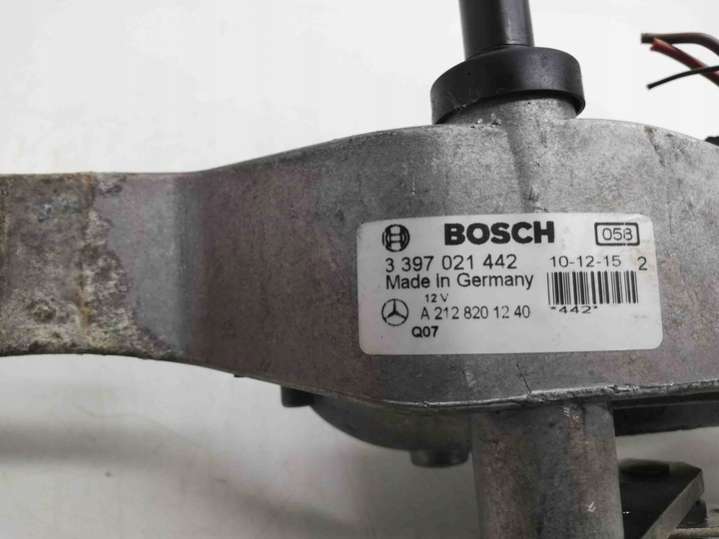 BOSCH 058
3 397 021 442 10-12-15 2
Made In Germany
12 V
A 212 820 12 40 *442*
Q07